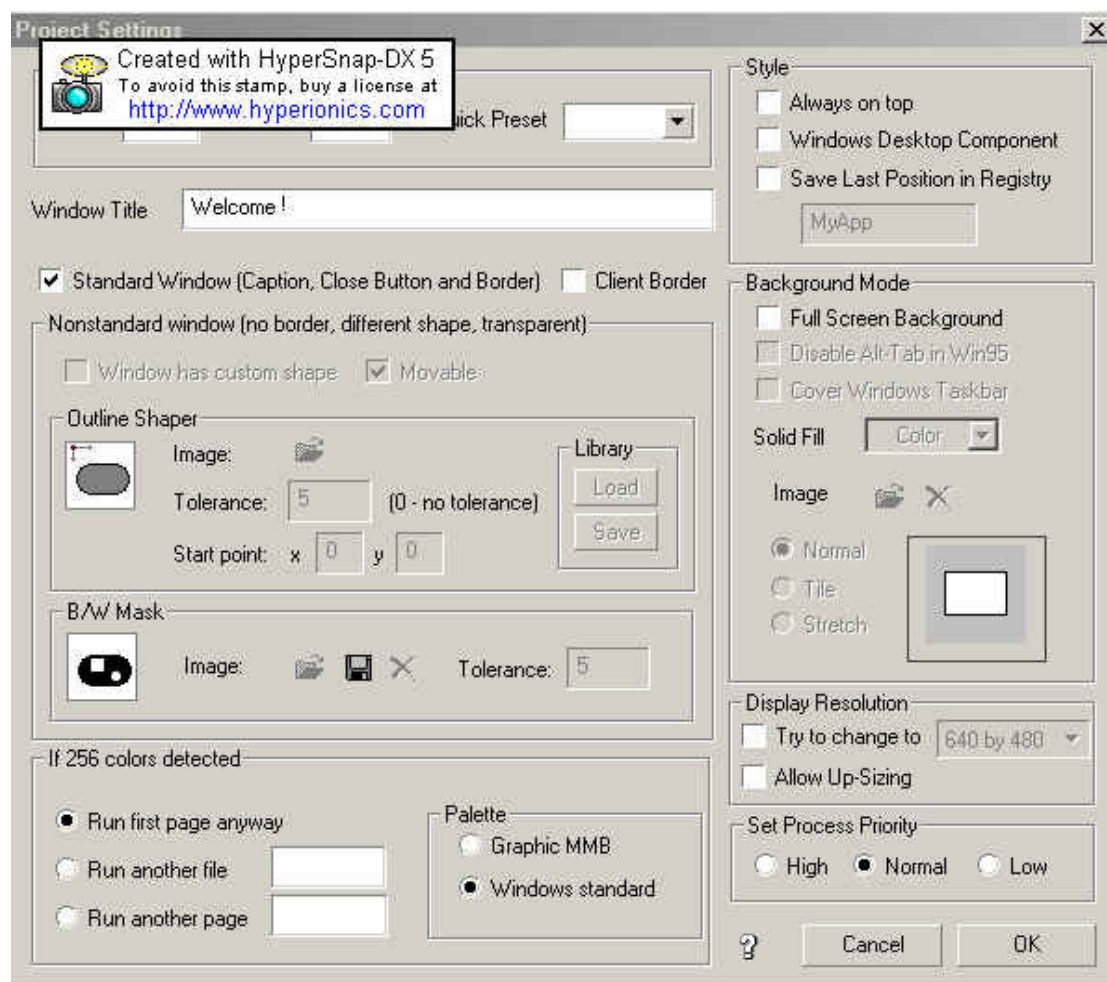 Project Settings
Created with HyperSnap-DX 5
To avoid this stamp, buy a license at
http://www.hyperionics.com
Preset
Window Title
Welcome !
Standard Window (Caption, Close Button and Border)
Client Border
Nonstandard window (no border, different shape, transparent)
Window has custom shape
Movable
Outline Shaper
Image:
Tolerance:
5
(0 - no tolerance)
Start point:
x
0
y
0
Library
Load
Save
B/W Mask
Image:
Tolerance:
5
If 256 colors detected
Run first page anyway
Run another file
Run another page
Palette
Graphic MMB
Windows standard
Style
Always on top
Windows Desktop Component
Save Last Position in Registry
MyApp
Background Mode
Full Screen Background
Disable Alt-Tab in Win95
Cover Windows Taskbar
Solid Fill
Color
Image
Normal
Tile
Stretch
Display Resolution
Try to change to
640 by 480
Allow Up-Sizing
Set Process Priority
High
Normal
Low
?
Cancel
OK